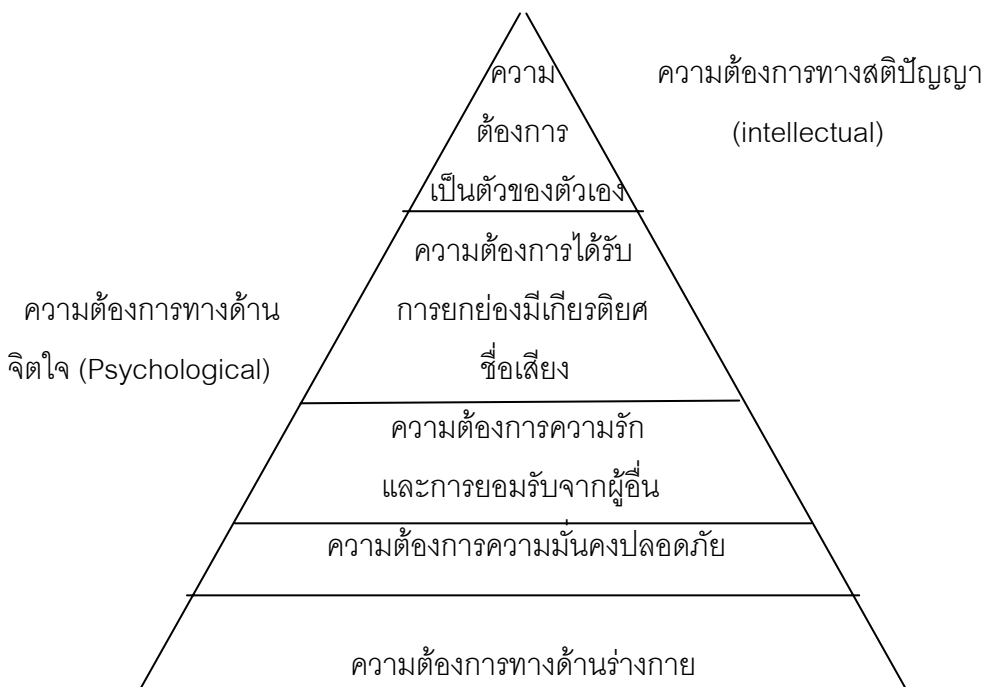 ความ
ต้องการ
เป็นตัวของตัวเอง
ความต้องการทางสติปัญญา
(intellectual)
ความต้องการได้รับ
การยกย่องมีเกียรติยศ
ชื่อเสียง
ความต้องการทางด้าน
จิตใจ (Psychological)
ความต้องการความรัก
และการยอมรับจากผู้อื่น
ความต้องการความมั่นคงปลอดภัย
ความต้องการทางด้านร่างกาย